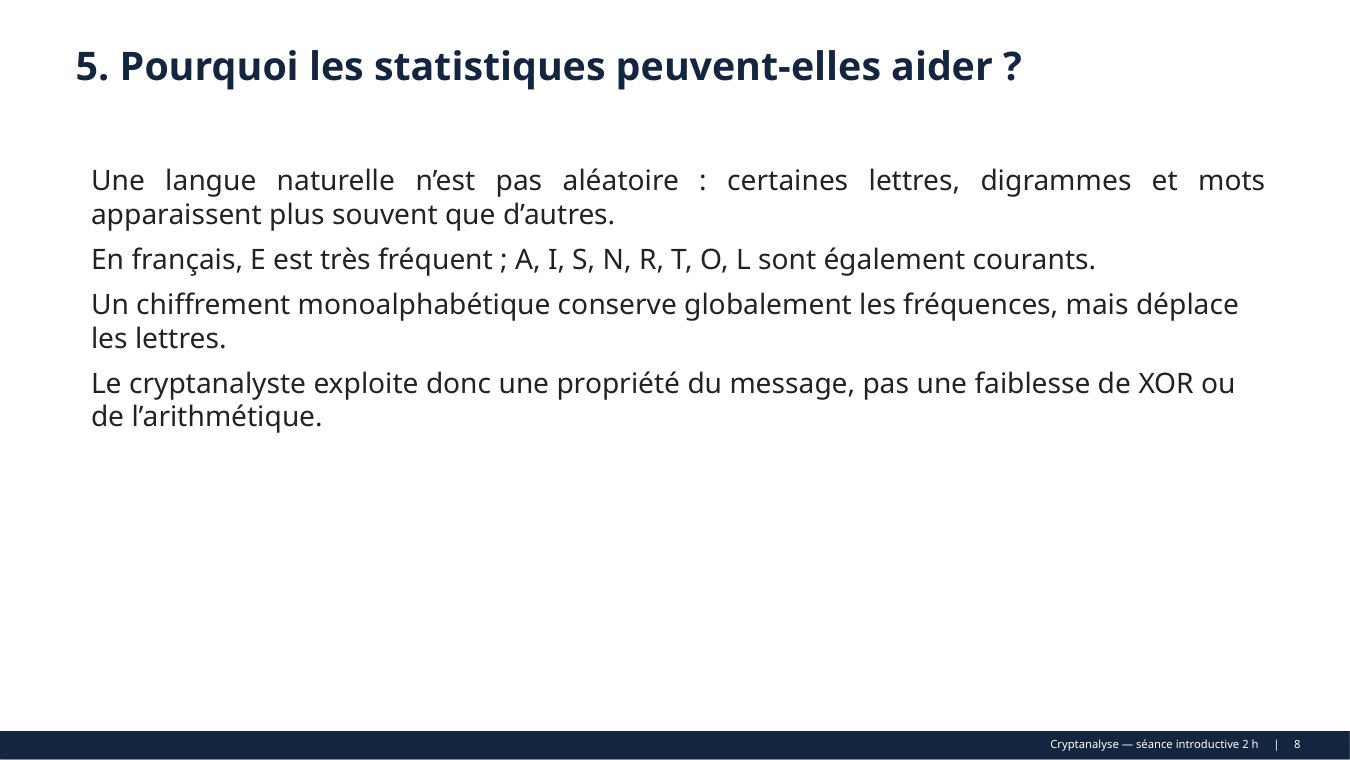 5. Pourquoi les statistiques peuvent-elles aider ?
Une langue naturelle n’est pas aléatoire : certaines lettres, digrammes et mots
apparaissent plus souvent que d’autres.
En français, E est très fréquent ; A, I, S, N, R, T, O, L sont également courants.
Un chiffrement monoalphabétique conserve globalement les fréquences, mais déplace
les lettres.
Le cryptanalyste exploite donc une propriété du message, pas une faiblesse de XOR ou
de l’arithmétique.
Cryptanalyse — séance introductive 2 h | 8